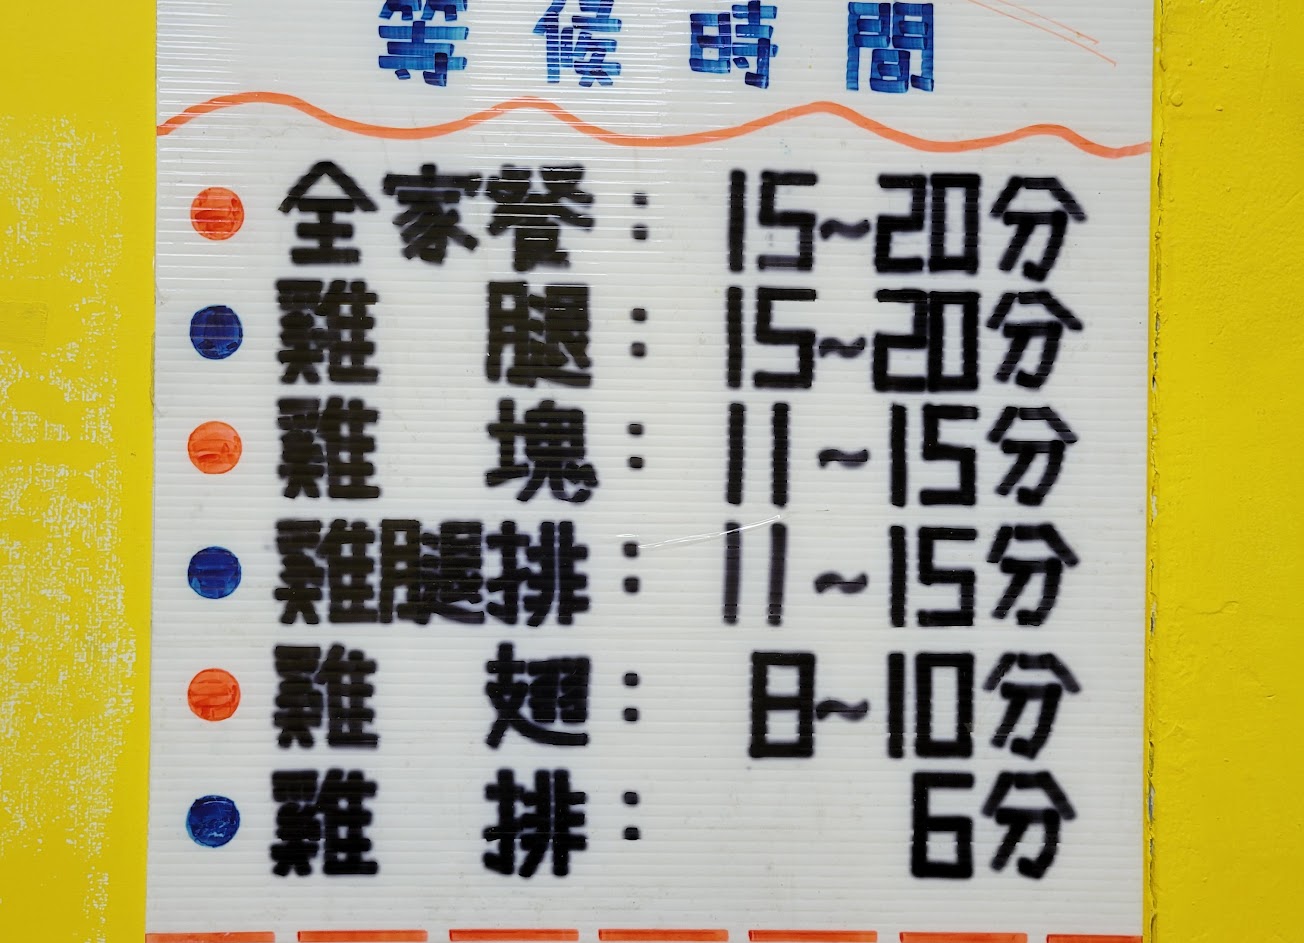 等候時間
全家餐：15~20分
雞腿：15~20分
雞塊：11~15分
雞腿排：11~15分
雞翅：8~10分
雞排：6分